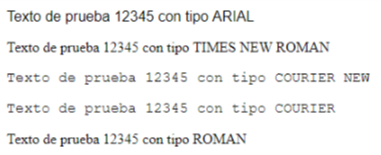 Texto de prueba 12345 con tipo ARIAL
Texto de prueba 12345 con tipo TIMES NEW ROMAN
Texto de prueba 12345 con tipo COURIER NEW
Texto de prueba 12345 con tipo COURIER
Texto de prueba 12345 con tipo ROMAN